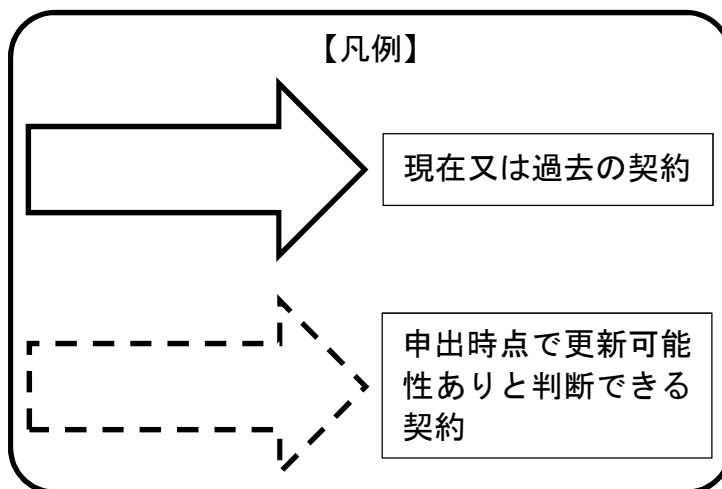 【凡例】
現在又は過去の契約
申出時点で更新可能
性ありと判断できる
契約